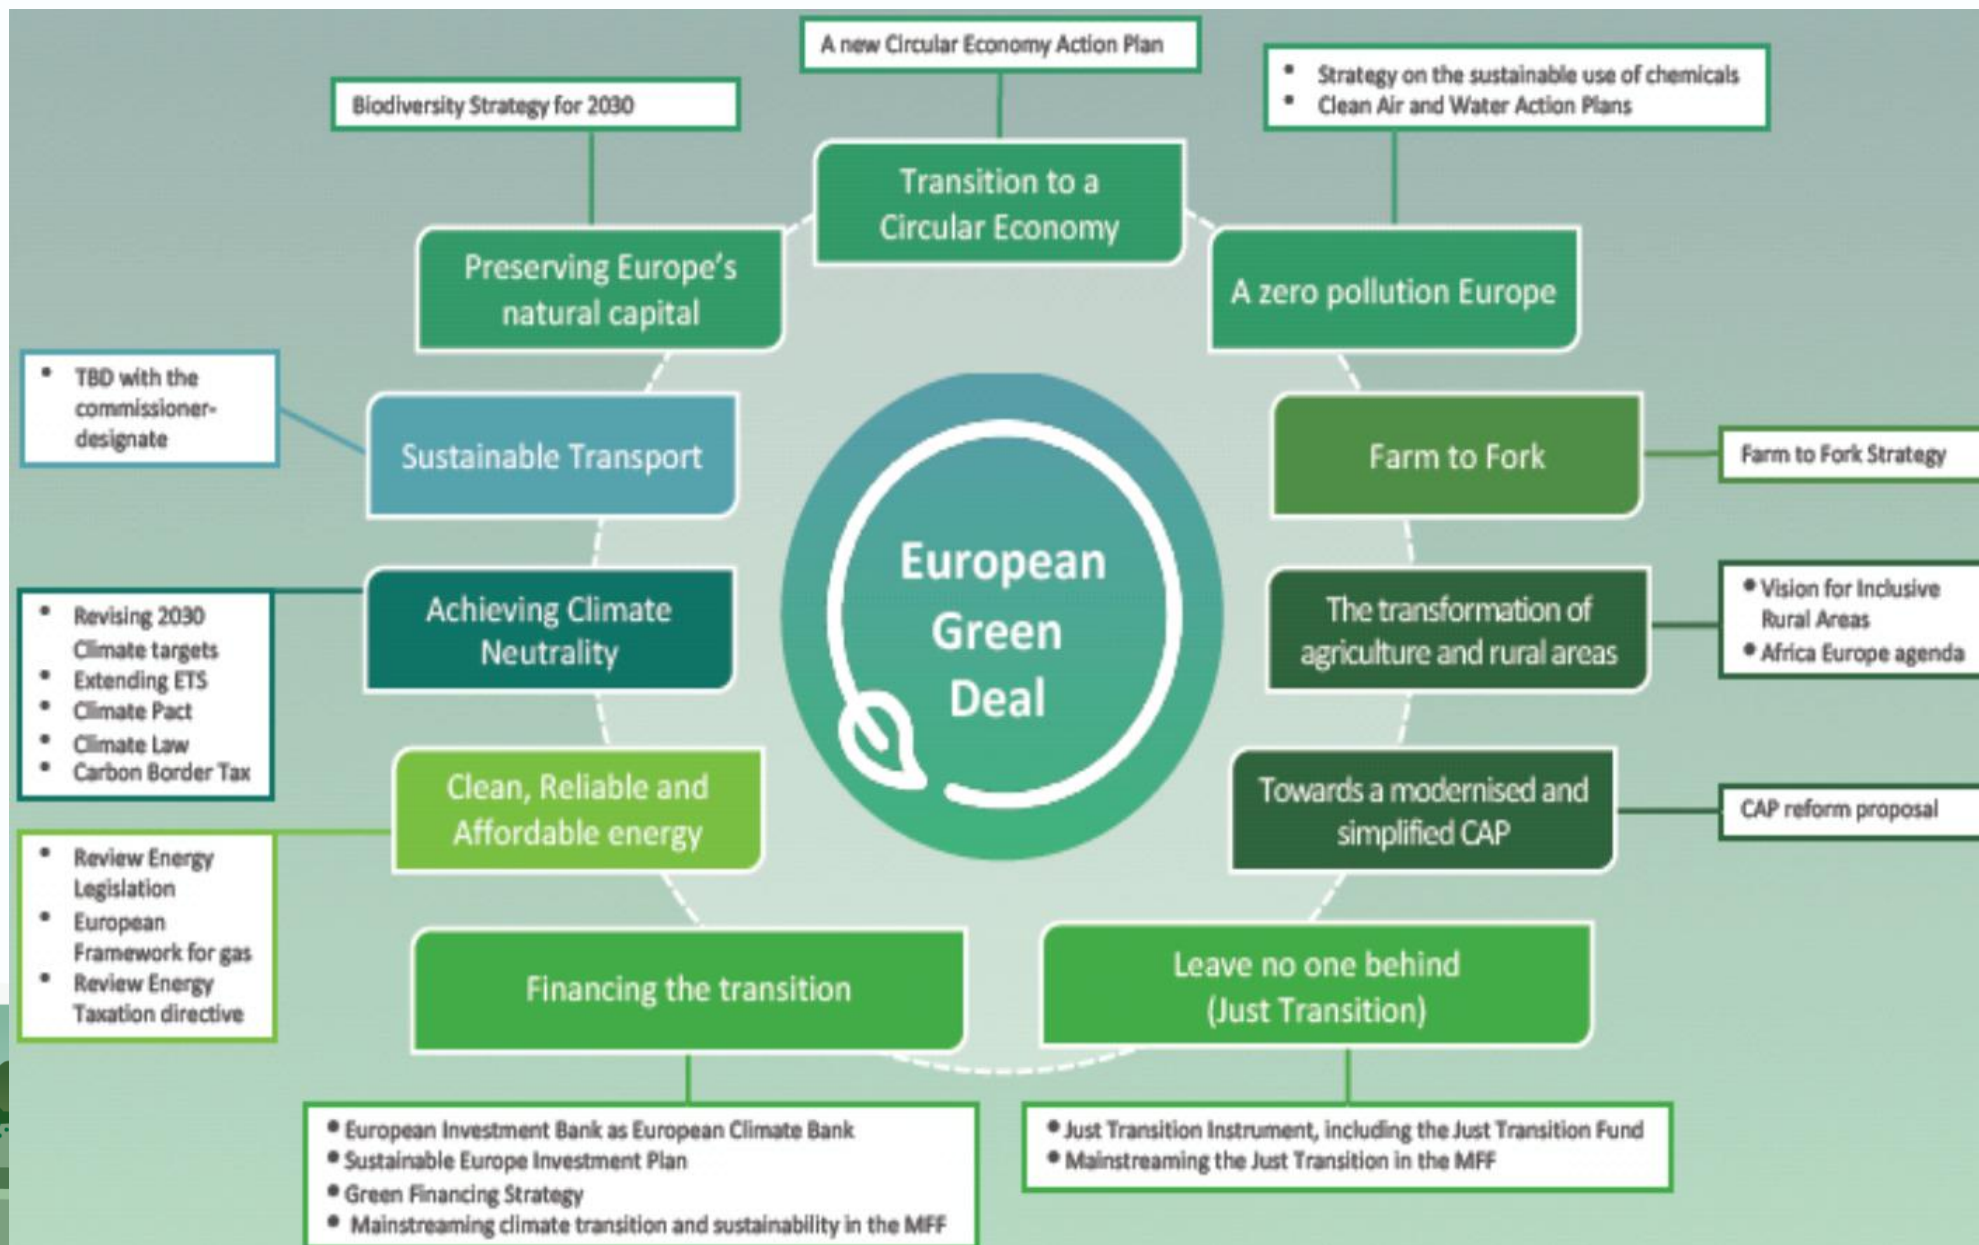 A new Circular Economy Action Plan
Biodiversity Strategy for 2030
• Strategy on the sustainable use of chemicals
• Clean Air and Water Action Plans
Transition to a
Circular Economy
Preserving Europe's
natural capital
A zero pollution Europe
• TBD with the
commissioner-
designate
Sustainable Transport
Farm to Fork
Farm to Fork Strategy
European
Green
Deal
• Revising 2030
Climate targets
• Extending ETS
• Climate Pact
• Climate Law
• Carbon Border Tax
Achieving Climate
Neutrality
The transformation of
agriculture and rural areas
• Vision for Inclusive
Rural Areas
• Africa Europe agenda
Clean, Reliable and
Affordable energy
Towards a modernised and
simplified CAP
CAP reform proposal
• Review Energy
Legislation
• European
Framework for gas
• Review Energy
Taxation directive
Financing the transition
Leave no one behind
(Just Transition)
• European Investment Bank as European Climate Bank
• Sustainable Europe Investment Plan
• Green Financing Strategy
• Mainstreaming climate transition and sustainability in the MFF
• Just Transition Instrument, including the Just Transition Fund
• Mainstreaming the Just Transition in the MFF